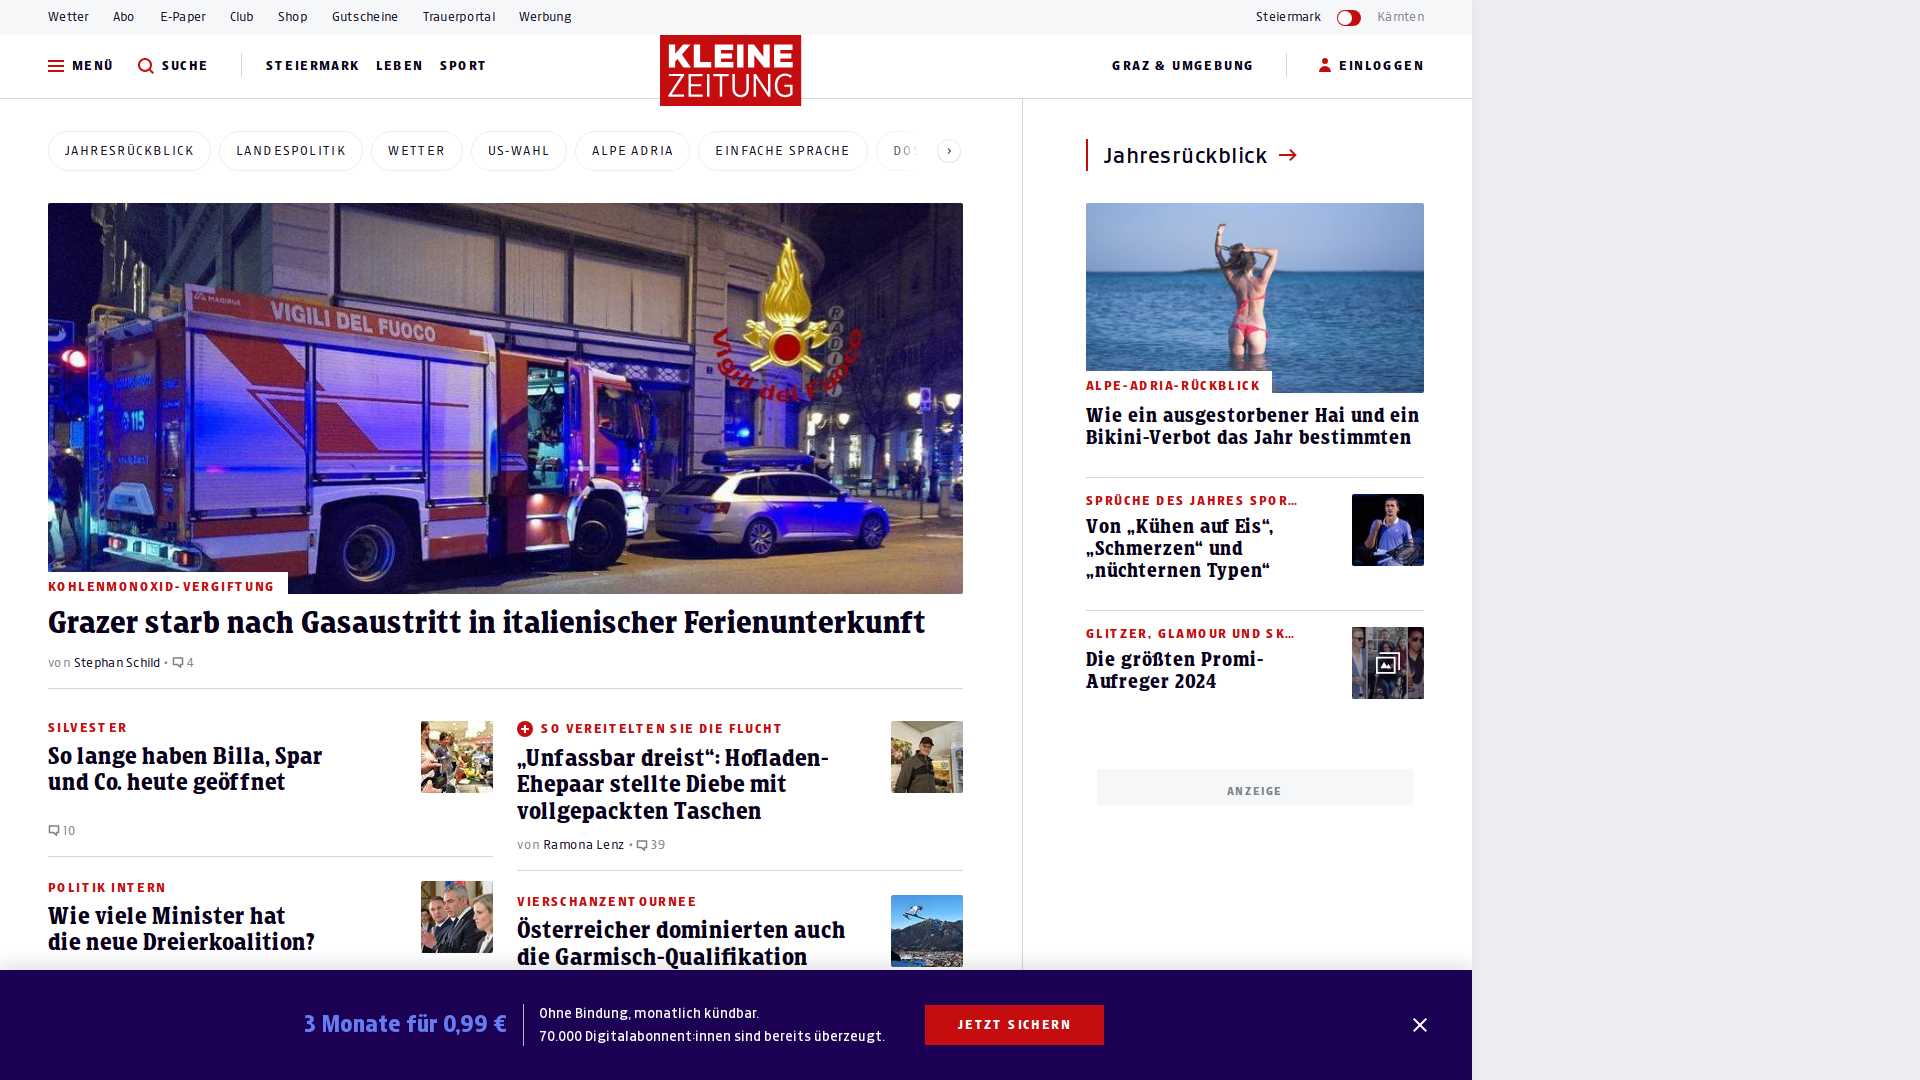 Wetter Abo E-Paper Club Shop Gutscheine Trauerportal Werbung Steiermark Kärnten
MENÜ SUCHE STEIERMARK LEBEN SPORT KLEINE ZEITUNG GRAZ & UMGEBUNG EINLOGGEN
JAHRESRÜCKBLICK LANDESPOLITIK WETTER US-WAHL ALPE ADRIA EINFACHE SPRACHE
VIGILI DEL FUOCO
115
Vigili del Fuoco
KOHLENMONOXID-VERGIFTUNG
Grazer starb nach Gasaustritt in italienischer Ferienunterkunft
von Stephan Schild • 4
SILVESTER
So lange haben Billa, Spar
und Co. heute geöffnet
10
POLITIK INTERN
Wie viele Minister hat
die neue Dreierkoalition?
SO VEREITELTEN SIE DIE FLUCHT
„Unfassbar dreist“: Hofladen-
Ehepaar stellte Diebe mit
vollgepackten Taschen
von Ramona Lenz • 39
VIERSCHANZENTOURNEE
Österreicher dominierten auch
die Garmisch-Qualifikation
Jahresrückblick
ALPE-ADRIA-RÜCKBLICK
Wie ein ausgestorbener Hai und ein
Bikini-Verbot das Jahr bestimmten
SPRÜCHE DES JAHRES SPOR…
Von „Kühen auf Eis“,
„Schmerzen“ und
„nüchternen Typen“
GLITZER, GLAMOUR UND SK…
Die größten Promi-
Aufreger 2024
ANZEIGE
3 Monate für 0,99 €
Ohne Bindung, monatlich kündbar.
70.000 Digitalabonnent:innen sind bereits überzeugt.
JETZT SICHERN